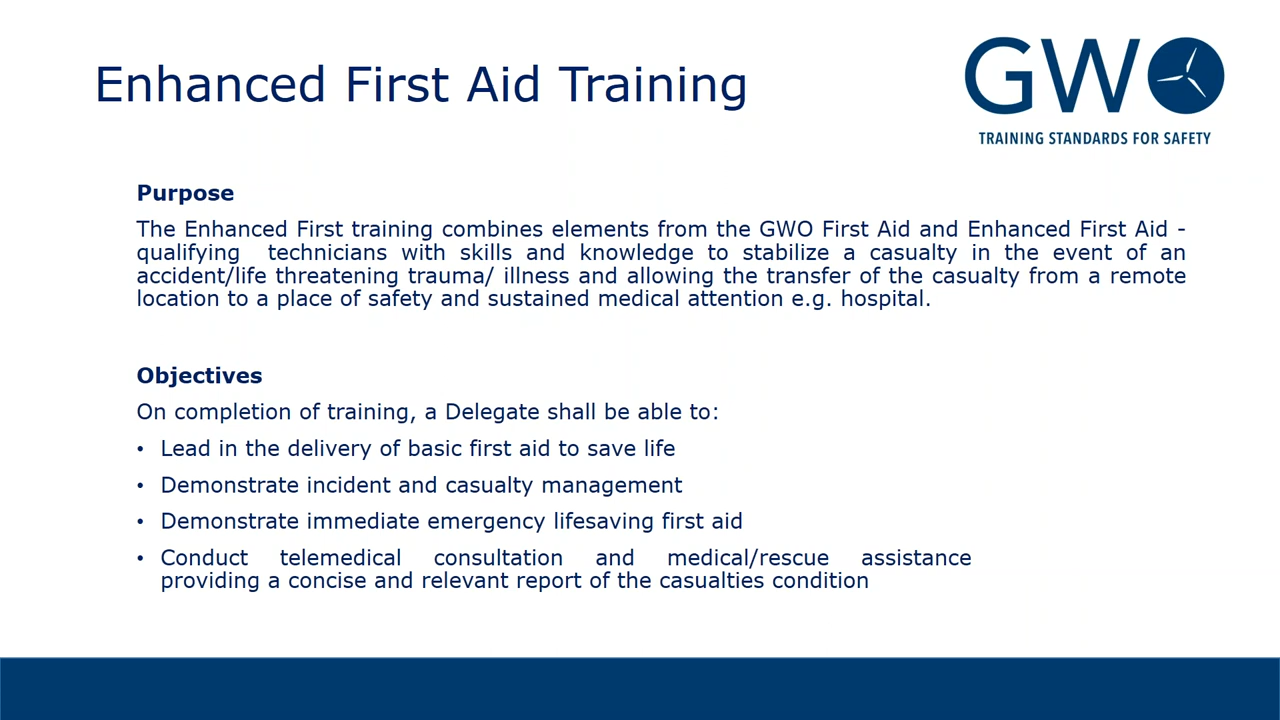 Enhanced First Aid Training
GWO
TRAINING STANDARDS FOR SAFETY
Purpose
The Enhanced First training combines elements from the GWO First Aid and Enhanced First Aid -
qualifying technicians with skills and knowledge to stabilize a casualty in the event of an
accident/life threatening trauma/ illness and allowing the transfer of the casualty from a remote
location to a place of safety and sustained medical attention e.g. hospital.
Objectives
On completion of training, a Delegate shall be able to:
• Lead in the delivery of basic first aid to save life
• Demonstrate incident and casualty management
• Demonstrate immediate emergency lifesaving first aid
• Conduct telemedical consultation and medical/rescue assistance
providing a concise and relevant report of the casualties condition